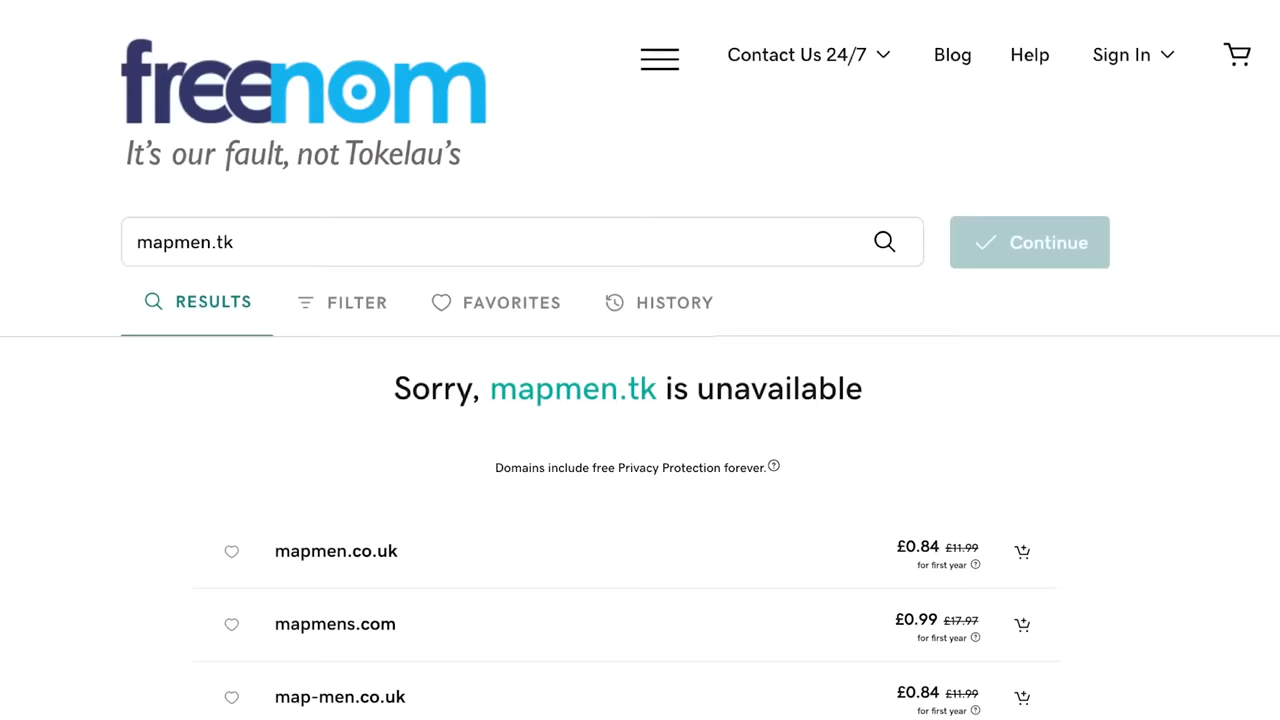 freenom
It's our fault, not Tokelau's
Contact Us 24/7
Blog
Help
Sign In
mapmen.tk
Continue
RESULTS
FILTER
FAVORITES
HISTORY
Sorry, mapmen.tk is unavailable
Domains include free Privacy Protection forever. ?
mapmen.co.uk
£0.84 £11.99
for first year ?
mapmens.com
£0.99 £17.97
for first year ?
map-men.co.uk
£0.84 £11.99
for first year ?